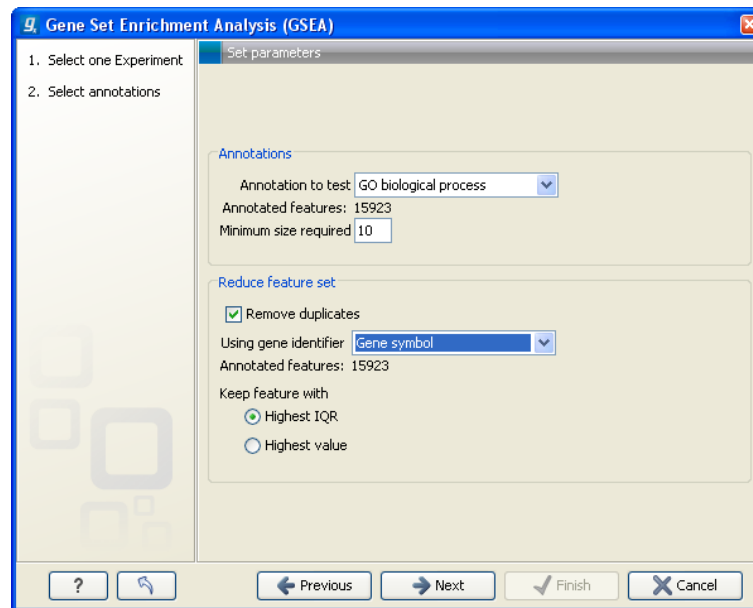 Gene Set Enrichment Analysis (GSEA)
1. Select one Experiment
2. Select annotations
Set parameters
Annotations
Annotation to test GO biological process
Annotated features: 15923
Minimum size required 10
Reduce feature set
Remove duplicates
Using gene identifier Gene symbol
Annotated features: 15923
Keep feature with
Highest IQR
Highest value
? Previous Next Finish Cancel